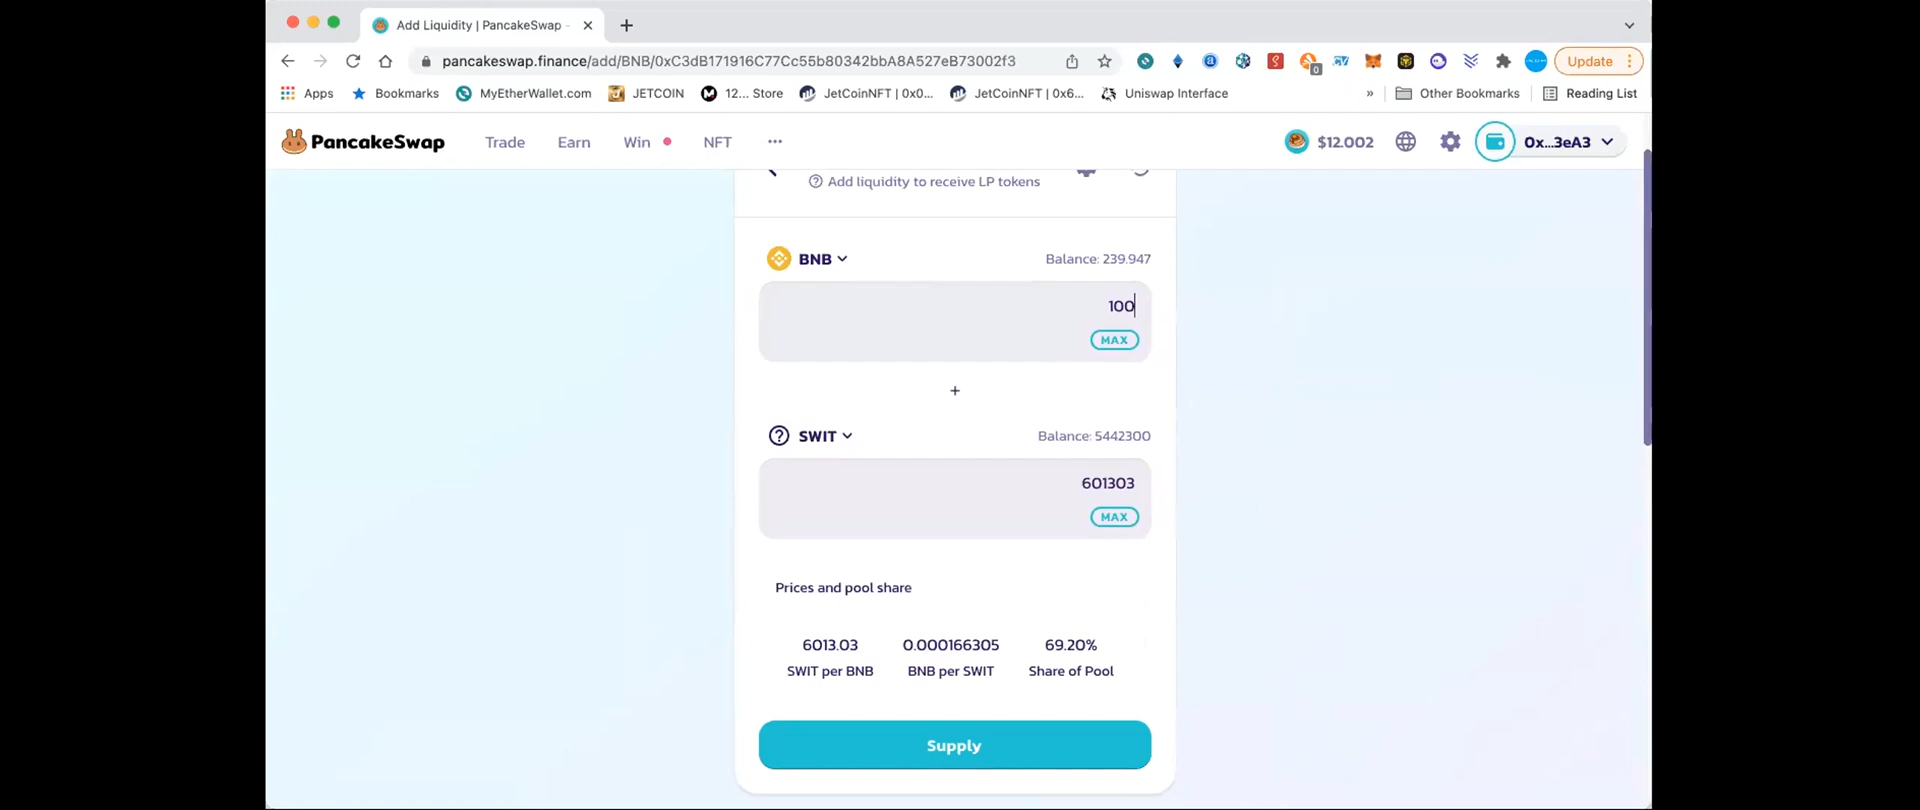 Add Liquidity | PancakeSwap -
pancakeswap.finance/add/BNB/0xC3dB171916C77Cc55b80342bbA8A527eB73002f3
0
Update
Apps
Bookmarks
MyEtherWallet.com
JETCOIN
12... Store
JetCoinNFT | 0x0...
JetCoinNFT | 0x6...
Uniswap Interface
»
Other Bookmarks
Reading List
PancakeSwap
Trade
Earn
Win
NFT
$12.002
0x...3eA3
Add liquidity to receive LP tokens
BNB
Balance: 239.947
100
MAX
+
SWIT
Balance: 5442300
601303
MAX
Prices and pool share
6013.03 0.000166305 69.20%
SWIT per BNB BNB per SWIT Share of Pool
Supply